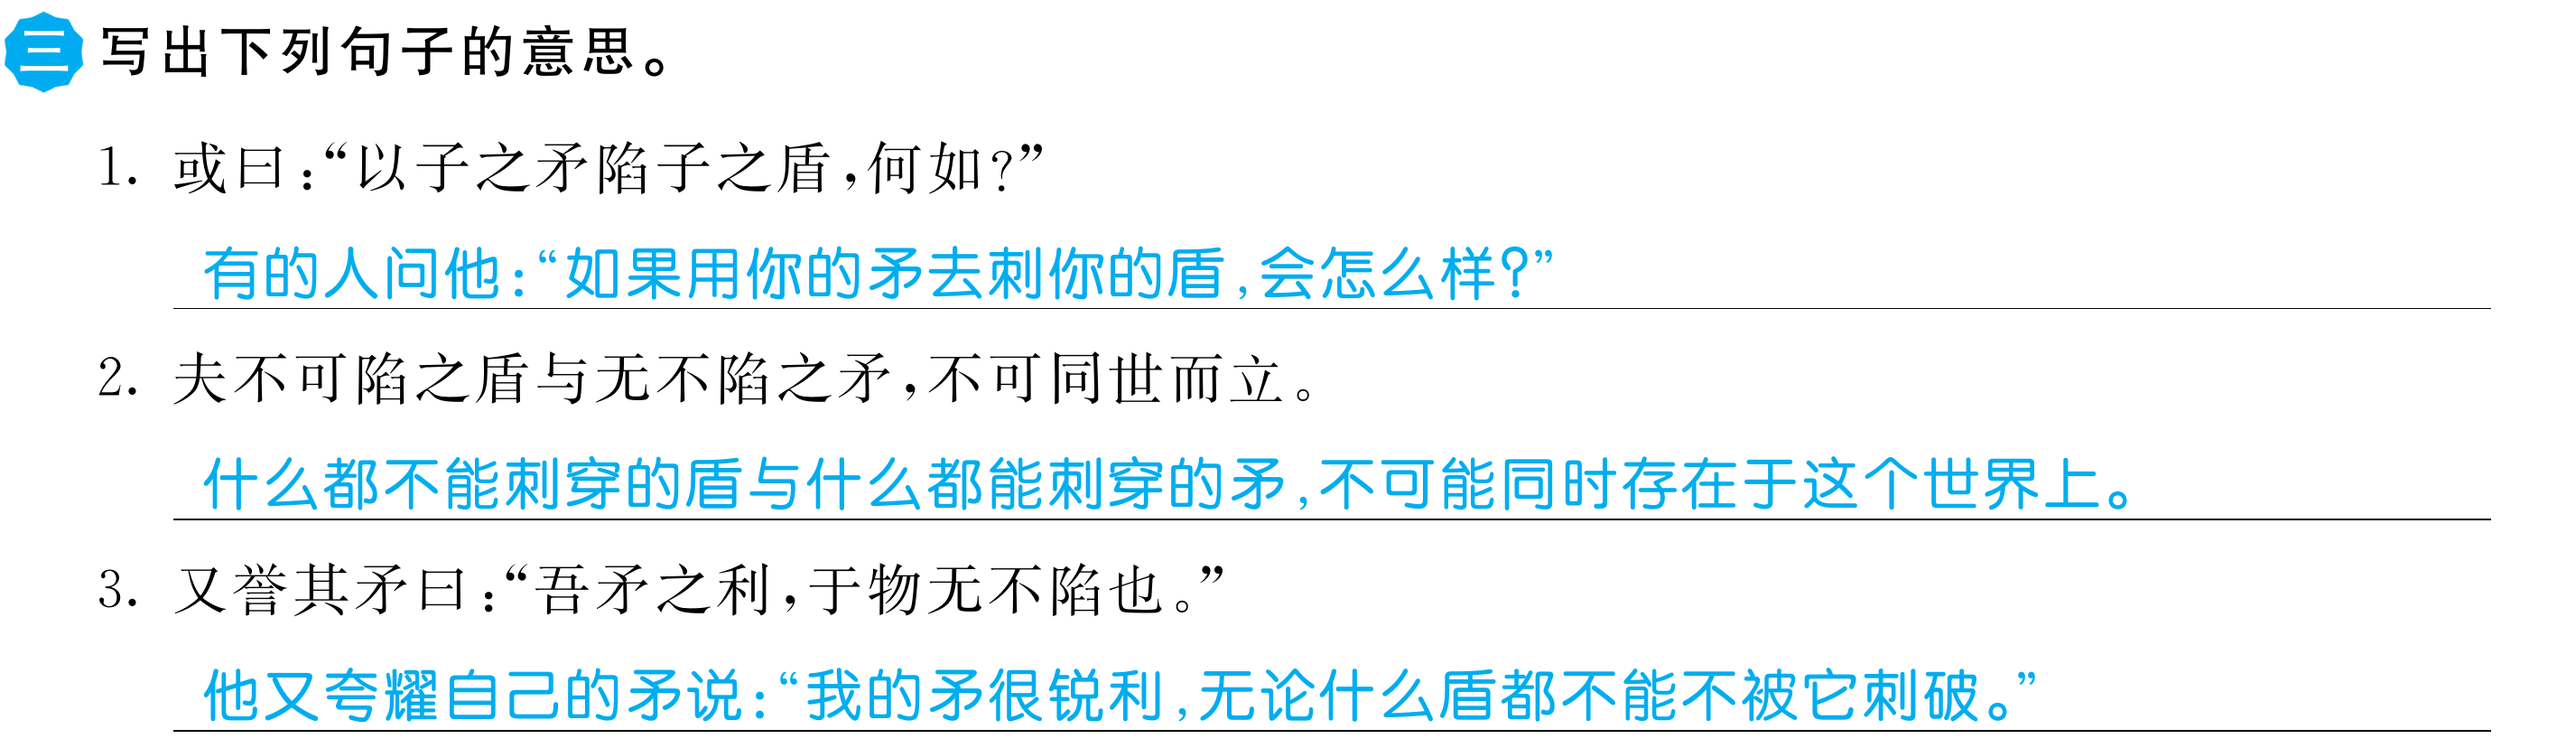 三 写出下列句子的意思。
1. 或曰：“以子之矛陷子之盾，何如？”
有的人问他：“如果用你的矛去刺你的盾，会怎么样？”
2. 夫不可陷之盾与无不陷之矛，不可同世而立。
什么都不能刺穿的盾与什么都能刺穿的矛，不可能同时存在于这个世界上。
3. 又誉其矛曰：“吾矛之利，于物无不陷也。”
他又夸耀自己的矛说：“我的矛很锐利，无论什么盾都不能不被它刺破。”